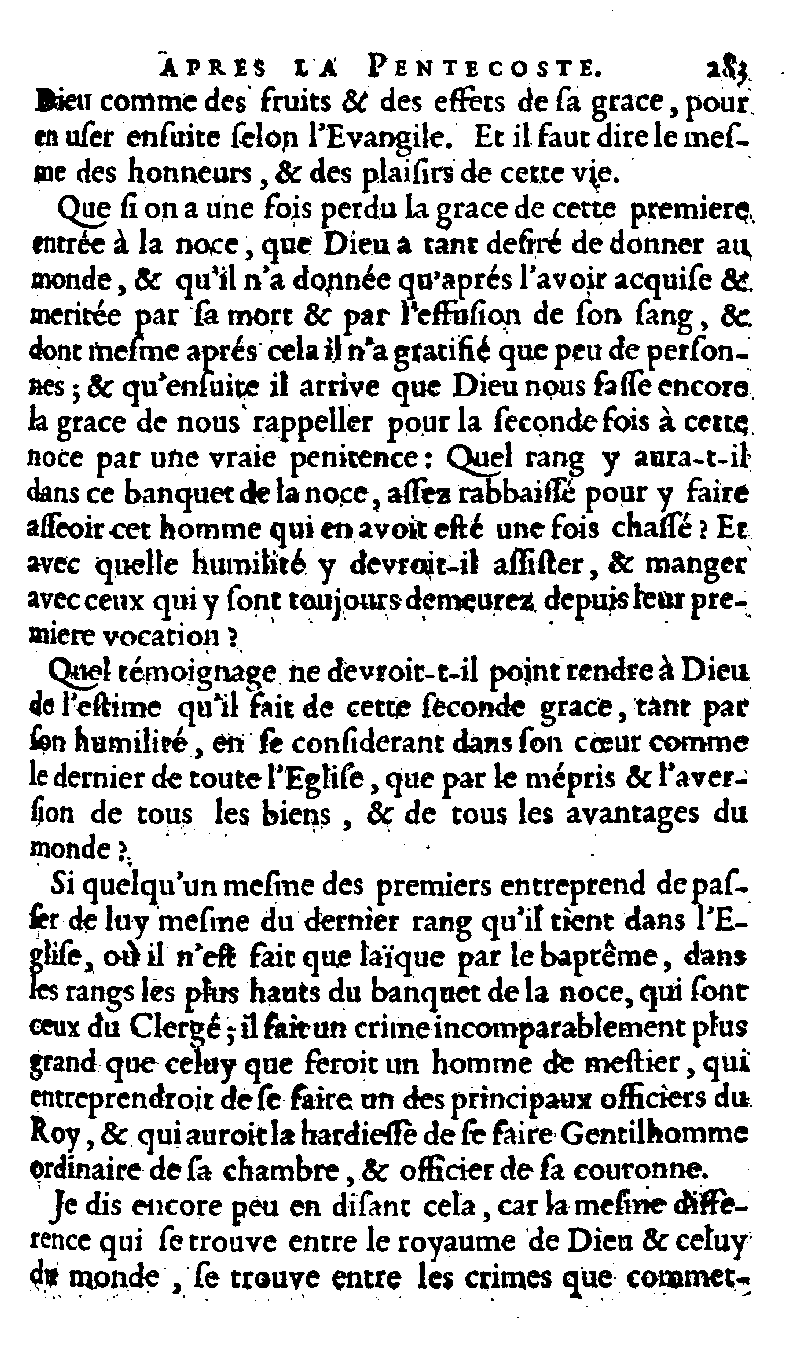 APRES LA PENTECOSTE. 283
Dieu comme des fruits & des effets de ſa grace, pour
en uſer enſuite ſelon l'Evangile. Et il faut dire le meſ-
me des honneurs, & des plaiſirs de cette vie.
Que ſi on a une fois perdu la grace de cette premiere
entrée à la noce, que Dieu a tant deſiré de donner au
monde, & qu'il n'a donnée qu'aprés l'avoir acquiſe &
meritée par ſa mort & par l'effuſion de ſon ſang, &
dont meſme aprés cela il n'a gratifié que peu de perſon-
nes; & qu'enſuite il arrive que Dieu nous faſſe encore
la grace de nous rappeller pour la ſeconde fois à cette
noce par une vraie penitence: Quel rang y aura-t-il
dans ce banquet de la noce, aſſez rabbaiſſé pour y faire
aſſeoir cet homme qui en avoit eſté une fois chaſſé? Et
avec quelle humilité y devroit-il aſſiſter, & manger
avec ceux qui y ſont toujours demeurez depuis leur pre-
miere vocation?
Quel témoignage ne devroit-t-il point rendre à Dieu
de l'eſtime qu'il fait de cette ſeconde grace, tant par
ſon humilité, en ſe conſiderant dans ſon cœur comme
le dernier de toute l'Egliſe, que par le mépris & l'aver-
ſion de tous les biens, & de tous les avantages du
monde?
Si quelqu'un meſme des premiers entreprend de paſ-
ſer de luy meſme du dernier rang qu'il tient dans l'E-
gliſe, où il n'eſt fait que laïque par le baptême, dans
les rangs les plus hauts du banquet de la noce, qui ſont
ceux du Clergé; il fait un crime incomparablement plus
grand que celuy que feroit un homme de meſtier, qui
entreprendroit de ſe faire un des principaux officiers du
Roy, & qui auroit la hardieſſe de ſe faire Gentilhomme
ordinaire de ſa chambre, & officier de ſa couronne.
Je dis encore peu en diſant cela, car la meſme diffe-
rence qui ſe trouve entre le royaume de Dieu & celuy
du monde, ſe trouve entre les crimes que commet-